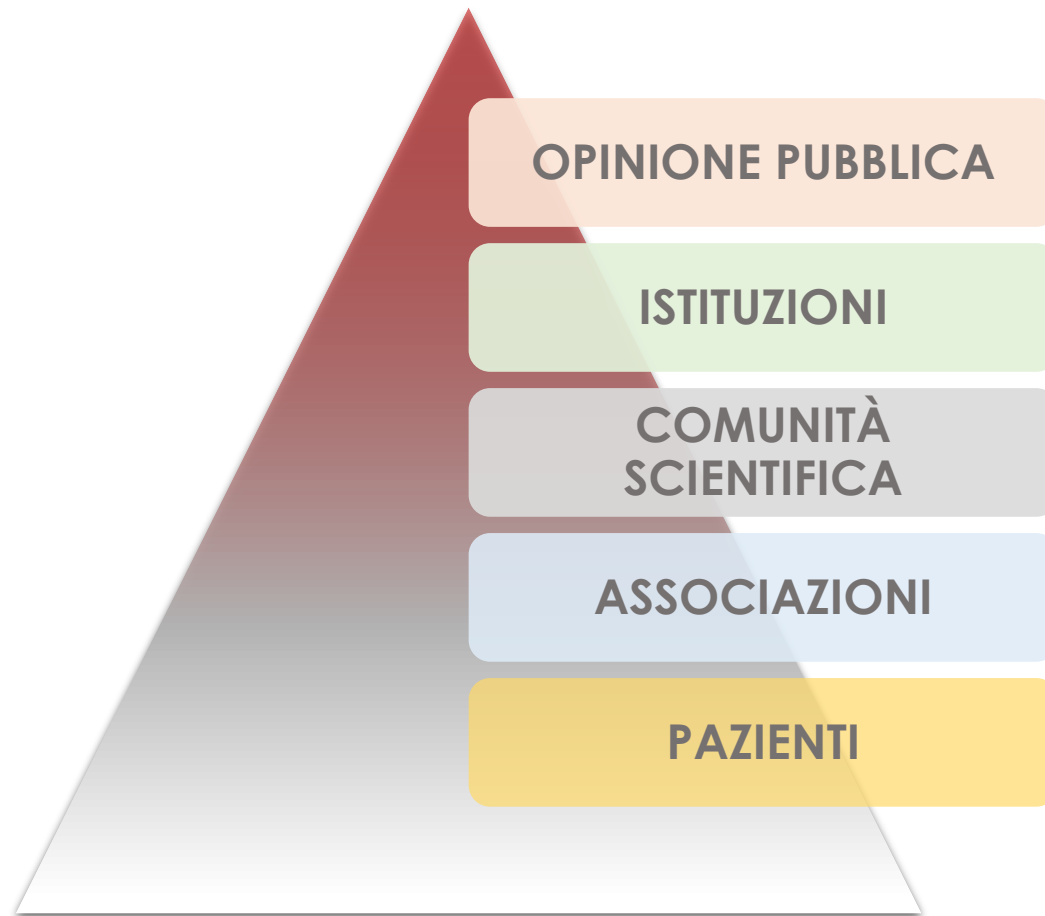 OPINIONE PUBBLICA
ISTITUZIONI
COMUNITÀ
SCIENTIFICA
ASSOCIAZIONI
PAZIENTI